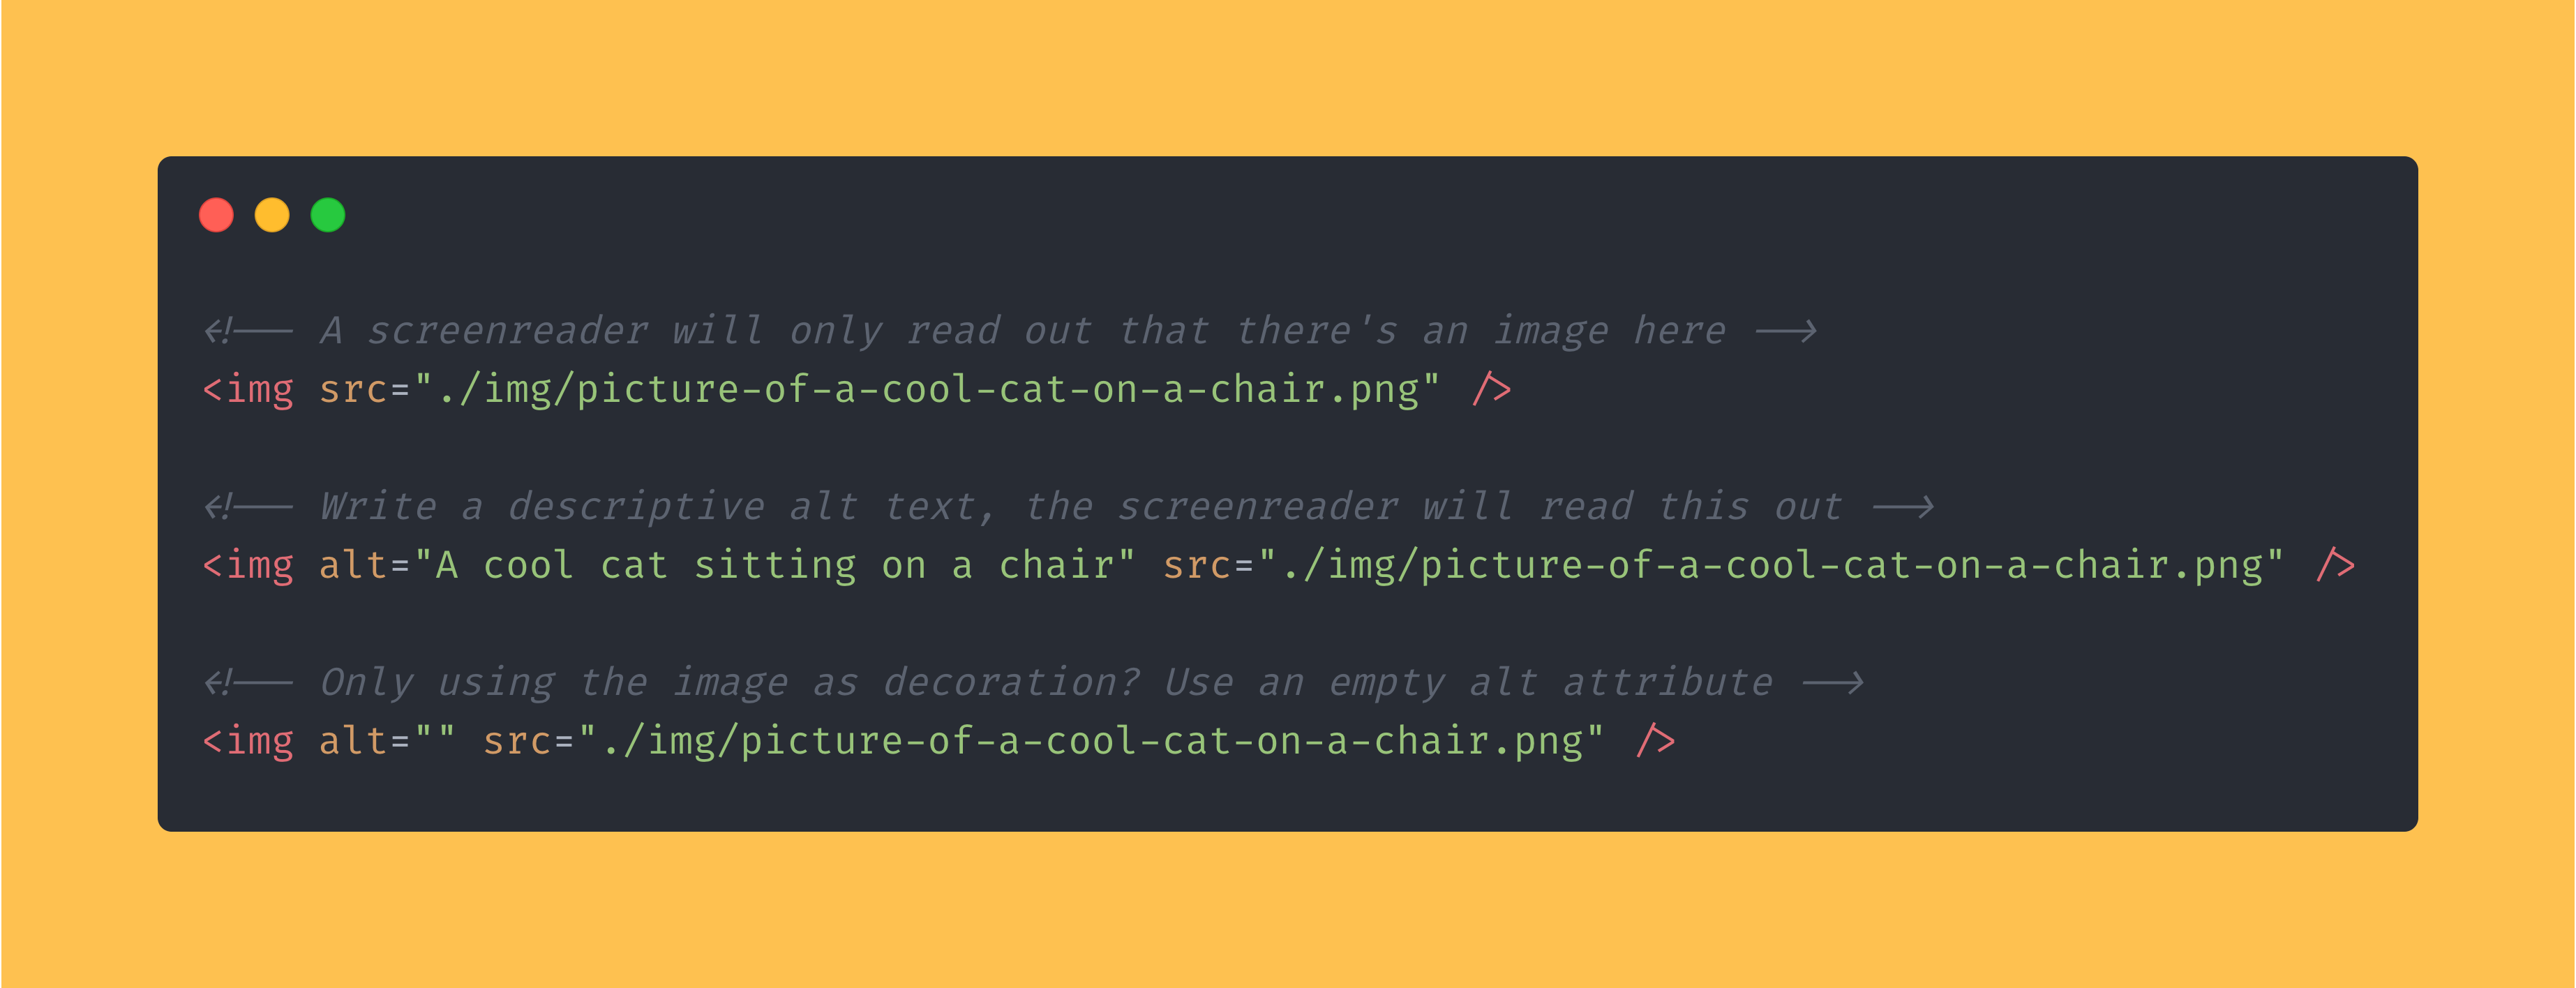 <!-- A screenreader will only read out that there's an image here -->
<img src="./img/picture-of-a-cool-cat-on-a-chair.png" />
<!-- Write a descriptive alt text, the screenreader will read this out -->
<img alt="A cool cat sitting on a chair" src="./img/picture-of-a-cool-cat-on-a-chair.png" />
<!-- Only using the image as decoration? Use an empty alt attribute -->
<img alt="" src="./img/picture-of-a-cool-cat-on-a-chair.png" />